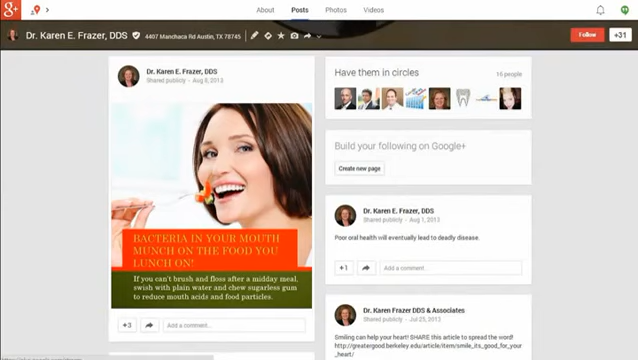 g+
About Posts Photos Videos
Dr. Karen E. Frazer, DDS 4407 Manchaca Rd Austin, TX 78745
Follow +31
Dr. Karen E. Frazer, DDS
Shared publicly - Aug 8, 2013
BACTERIA IN YOUR MOUTH
MUNCH ON THE FOOD YOU
LUNCH ON!
If you can't brush and floss after a midday meal,
swish with plain water and chew sugarless gum
to reduce mouth acids and food particles.
+3 Add a comment...
Have them in circles 16 people
Build your following on Google+
Create new page
Dr. Karen E. Frazer, DDS
Shared publicly - Aug 1, 2013
Poor oral health will eventually lead to deadly disease.
+1 Add a comment...
Dr. Karen E. Frazer DDS & Associates
Shared publicly - Jul 25, 2013
Smiling can help your heart! SHARE this article to spread the word!
http://greatergood.berkeley.edu/article/item/smile_its_good_for_your
_heart/